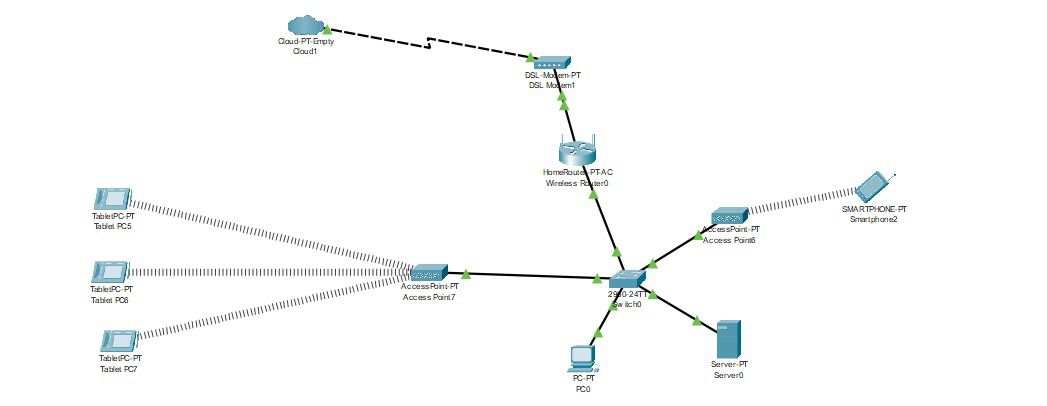 Cloud-PT-Empty
Cloud1
DSL-Modem-PT
DSL Modem1
HomeRouter-PT-AC
Wireless Router0
SMARTPHONE-PT
Smartphone2
TabletPC-PT
Tablet PC5
AccessPoint-PT
Access Point6
TabletPC-PT
Tablet PC6
AccessPoint-PT
Access Point7
2960-24TT
Switch0
TabletPC-PT
Tablet PC7
Server-PT
Server0
PC-PT
PC0